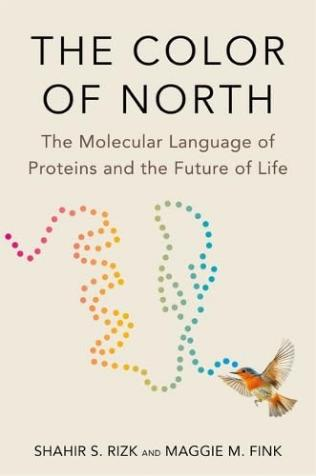 THE COLOR
OF NORTH
The Molecular Language of
Proteins and the Future of Life
SHAHIR S. RIZK AND MAGGIE M. FINK